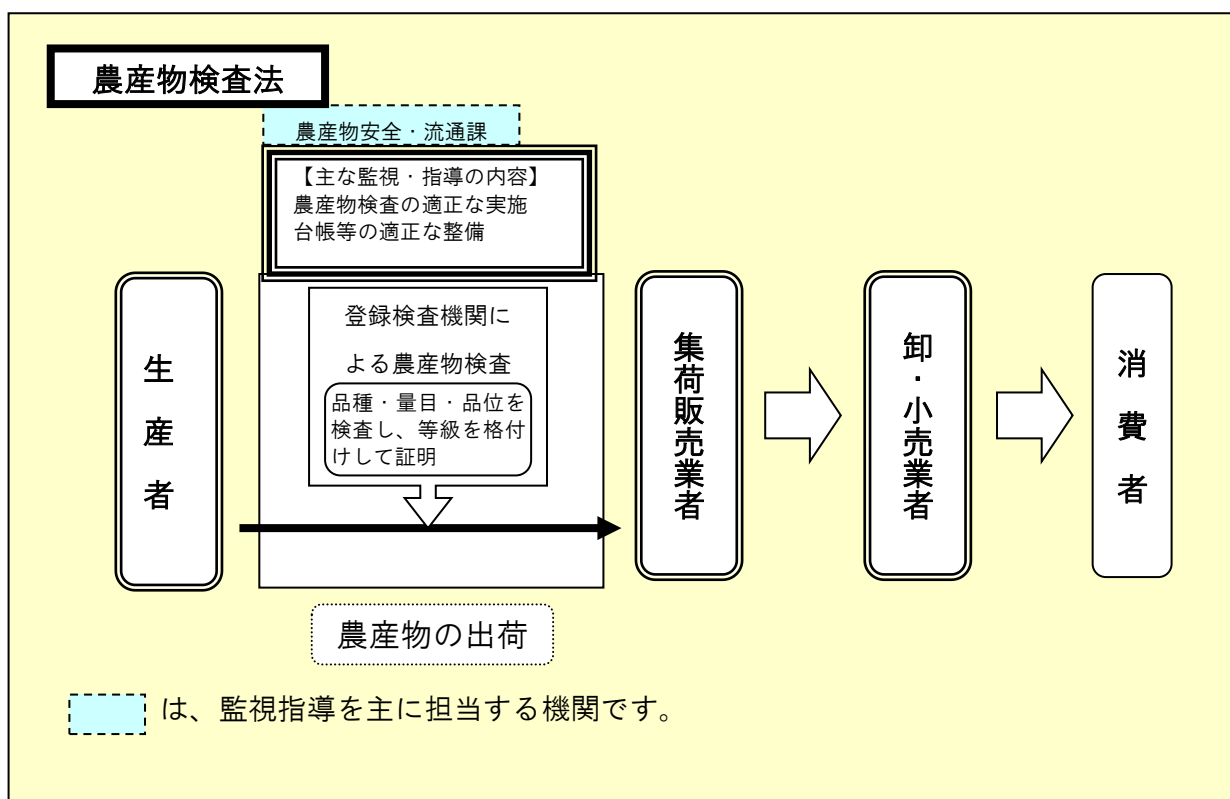 農産物検査法
農産物安全・流通課
【主な監視・指導の内容】
農産物検査の適正な実施
台帳等の適正な整備
生産者
登録検査機関に
よる農産物検査
品種・量目・品位を
検査し、等級を格付
けして証明
集荷販売業者
卸・小売業者
消費者
農産物の出荷
は、監視指導を主に担当する機関です。